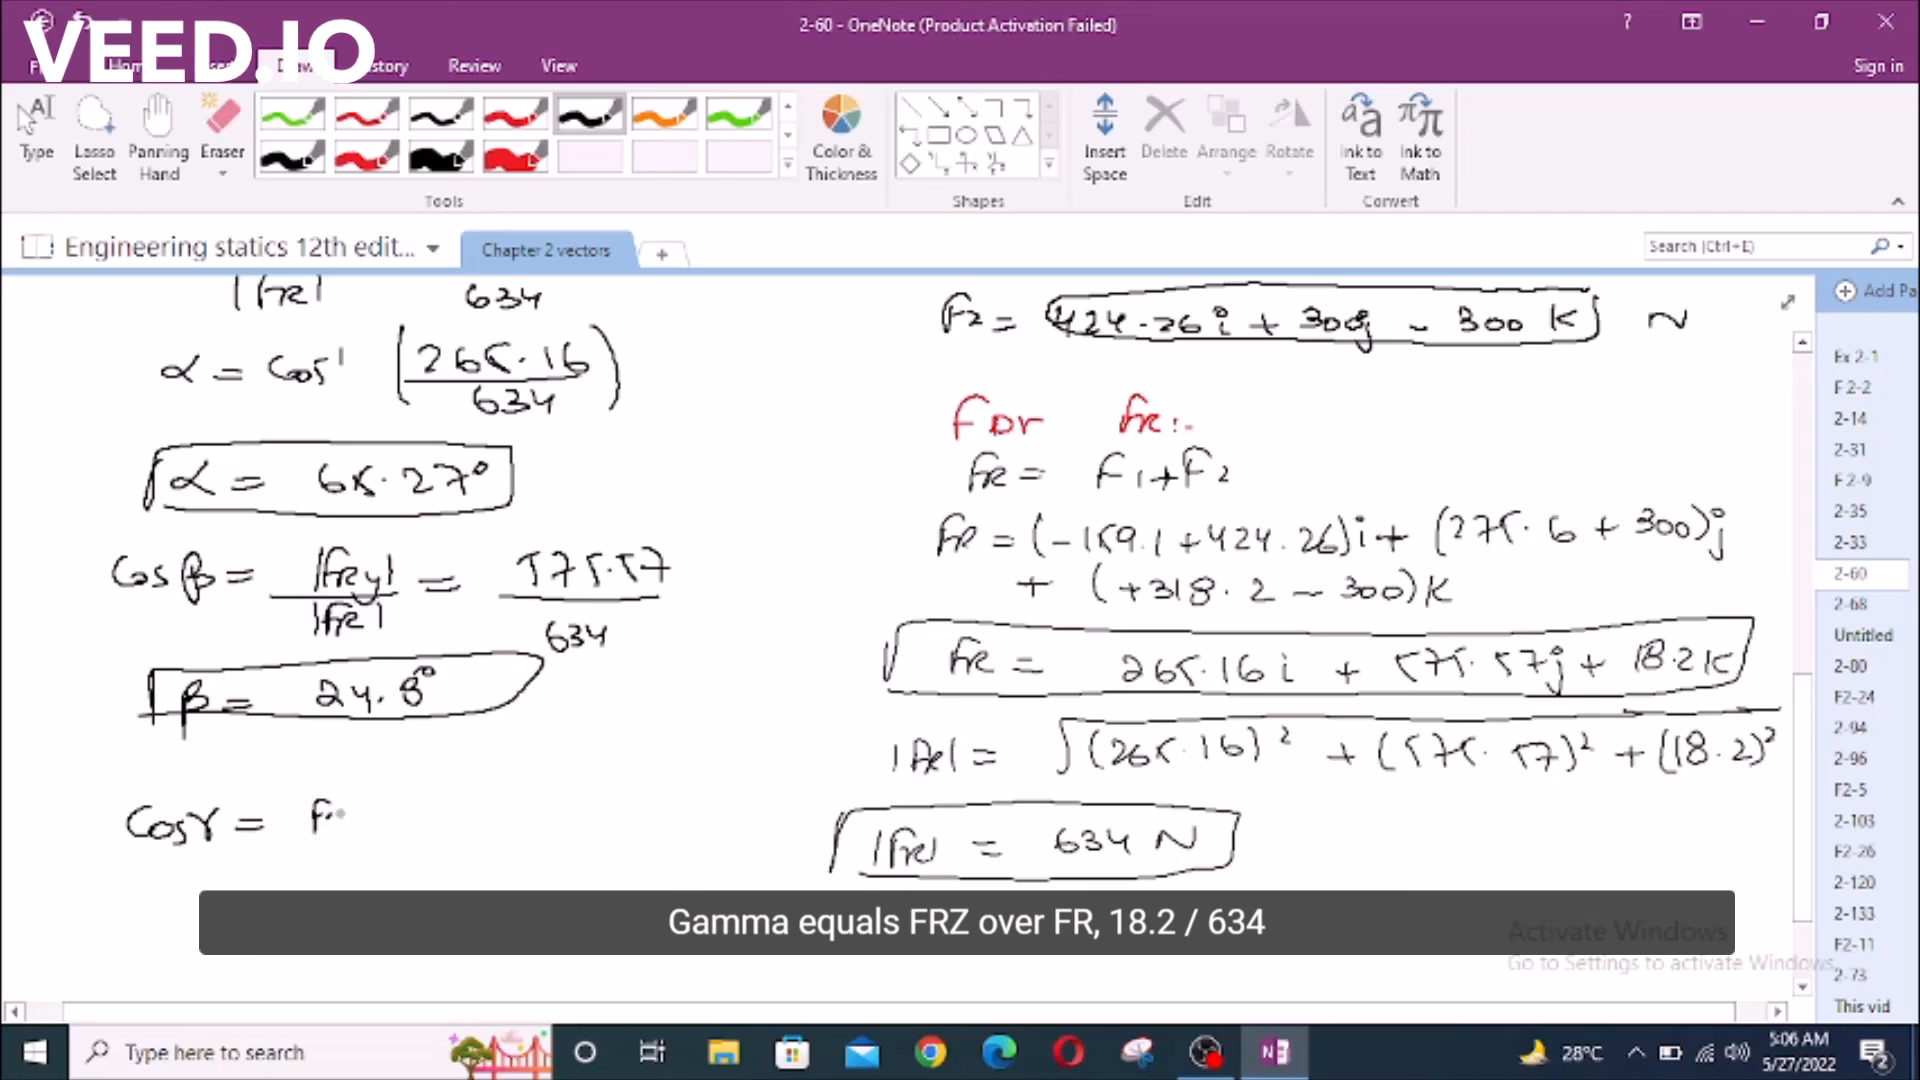 VEED.IO
2-60 - OneNote (Product Activation Failed)
?
History Review View
Sign in
Type
Lasso Select
Panning Hand
Eraser
Color & Thickness
Insert Space
Delete
Arrange
Rotate
Ink to Text
Ink to Math
Tools
Shapes
Edit
Convert
Engineering statics 12th edit...
Chapter 2 vectors
+
Search (Ctrl+E)
|FR| 634
α = Cos⁻¹ (265.16/634)
α = 65.27°
Cos β = |FRy|/|FR| = 575.57/634
β = 24.8°
Cos γ = F
F2 = 424.26i + 300j - 300 K N
For FR:-
FR = F1+F2
FR = (-159.1+424.26)i + (275.6 + 300)j
+ (+318.2 - 300)K
FR = 265.16 i + 575.57j + 18.2K
|FR| = √(265.16)² + (575.57)² + (18.2)²
|FR| = 634 N
Gamma equals FRZ over FR, 18.2 / 634
Activate Windows
Go to Settings to activate Windows.
Add Pa
Ex 2-1
F 2-2
2-14
2-31
F 2-9
2-35
2-33
2-60
2-68
Untitled
2-80
F2-24
2-94
2-96
F2-5
2-103
F2-26
2-120
2-133
F2-11
2-73
This vid
Type here to search
28°C
5:06 AM
5/27/2022
2